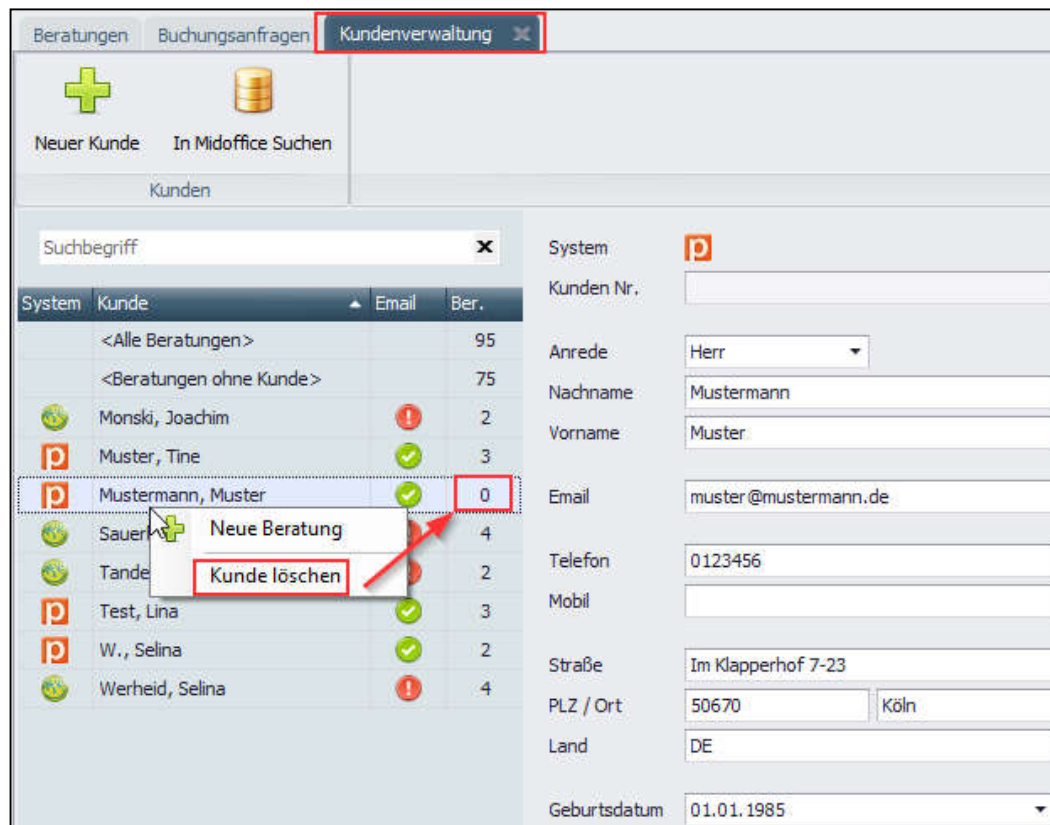 Beratungen Buchungsanfragen Kundenverwaltung
Neuer Kunde In Midoffice Suchen
Kunden
Suchbegriff
System Kunde Email Ber.
<Alle Beratungen> 95
<Beratungen ohne Kunde> 75
Monski, Joachim 2
Muster, Tine 3
Mustermann, Muster 0
Neue Beratung 4
Kunde löschen 2
Test, Lina 3
W., Selina 2
Werheid, Selina 4
System
Kunden Nr.
Anrede Herr
Nachname Mustermann
Vorname Muster
Email muster@mustermann.de
Telefon 0123456
Mobil
Straße Im Klapperhof 7-23
PLZ / Ort 50670 Köln
Land DE
Geburtsdatum 01.01.1985